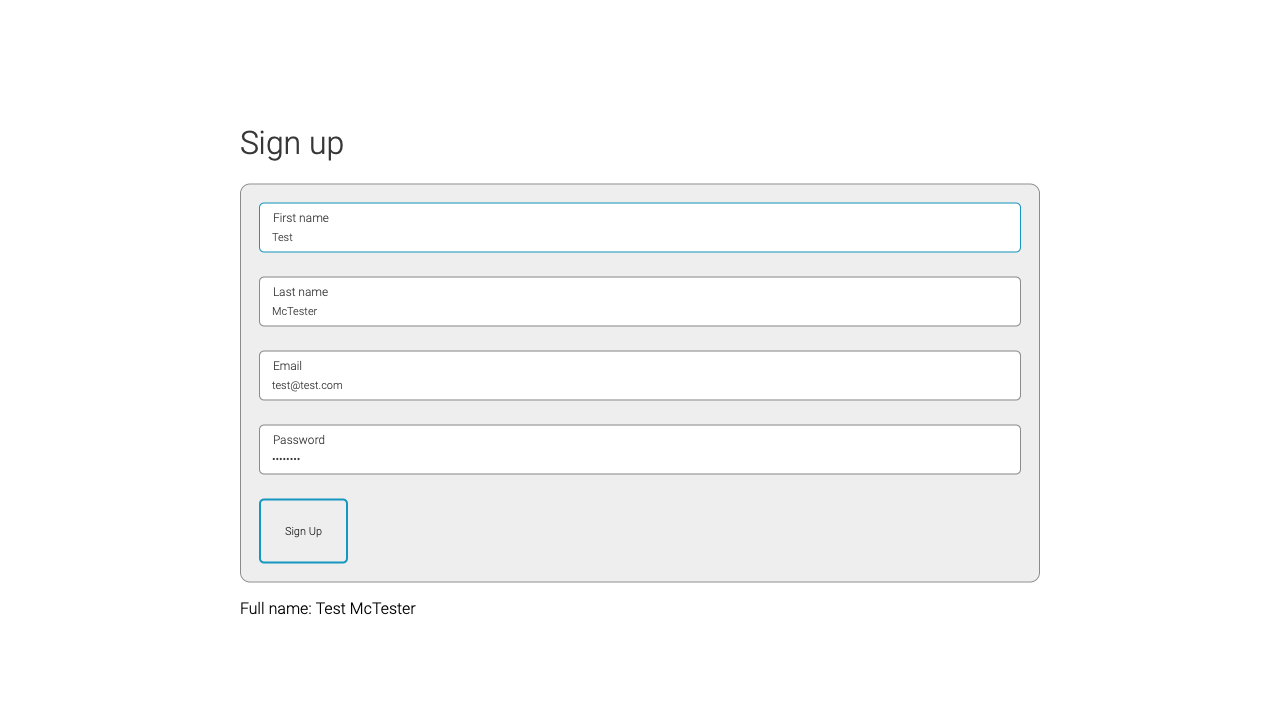 Sign up
First name
Test
Last name
McTester
Email
test@test.com
Password
••••••••
Sign Up
Full name: Test McTester